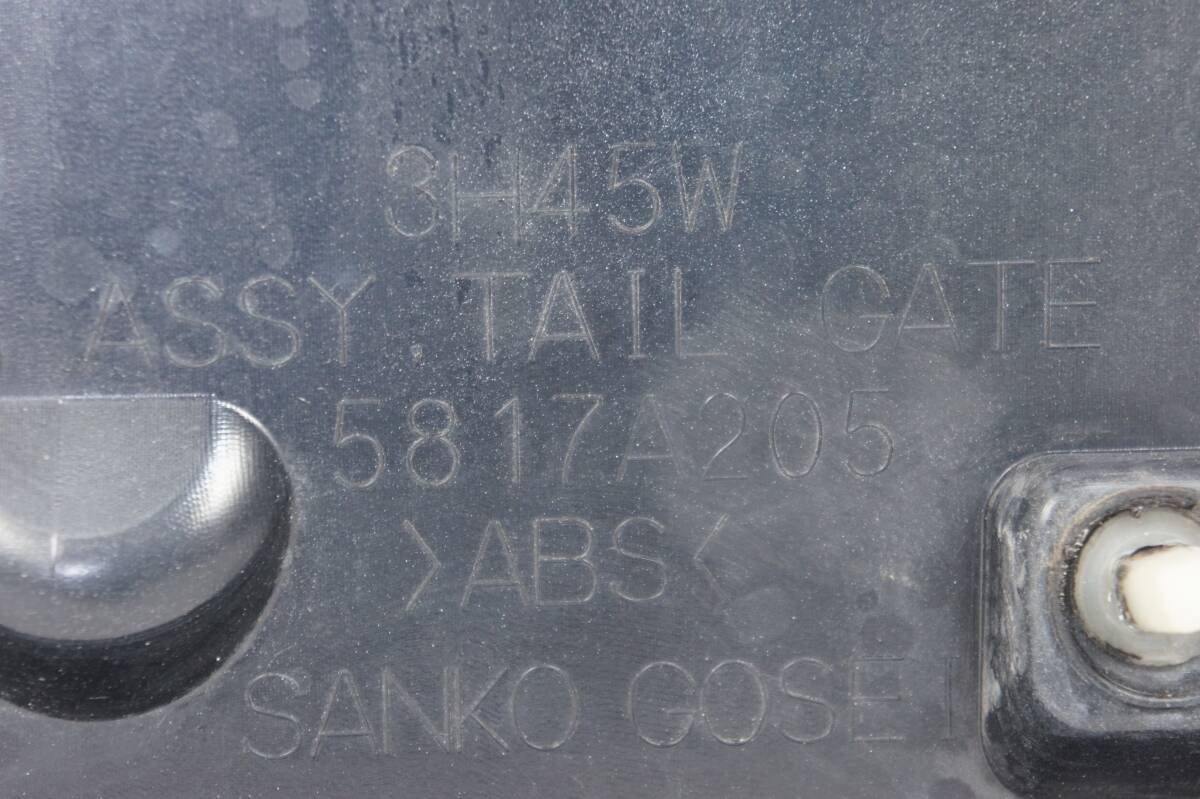 3H45W
ASSY.TAIL GATE
5817A205
>ABS<
SANKO GOSEI